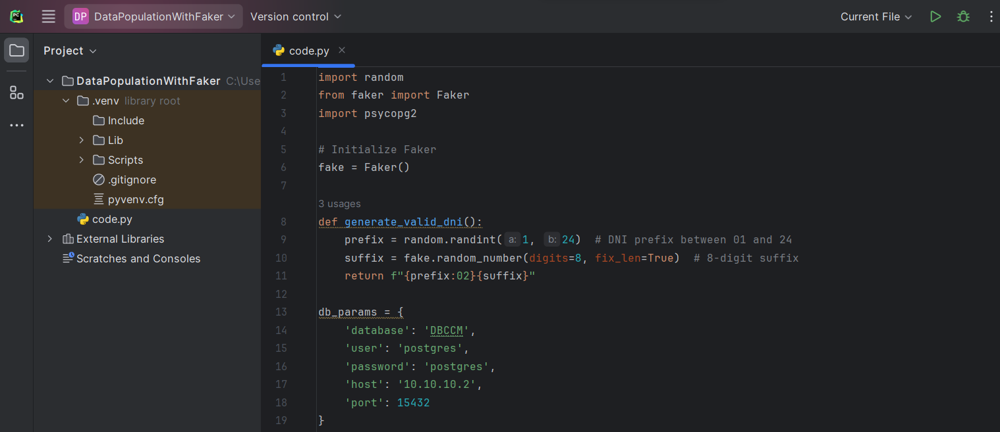 PC
DP DataPopulationWithFaker Version control Current File
Project
DataPopulationWithFaker C:\Use
.venv library root
Include
Lib
Scripts
.gitignore
pyvenv.cfg
code.py
External Libraries
Scratches and Consoles
code.py
1 import random
2 from faker import Faker
3 import psycopg2
4
5 # Initialize Faker
6 fake = Faker()
7
3 usages
8 def generate_valid_dni():
9     prefix = random.randint( a: 1, b: 24)  # DNI prefix between 01 and 24
10     suffix = fake.random_number(digits=8, fix_len=True)  # 8-digit suffix
11     return f"{prefix:02}{suffix}"
12
13 db_params = {
14     'database': 'DBCCM',
15     'user': 'postgres',
16     'password': 'postgres',
17     'host': '10.10.10.2',
18     'port': 15432
19 }